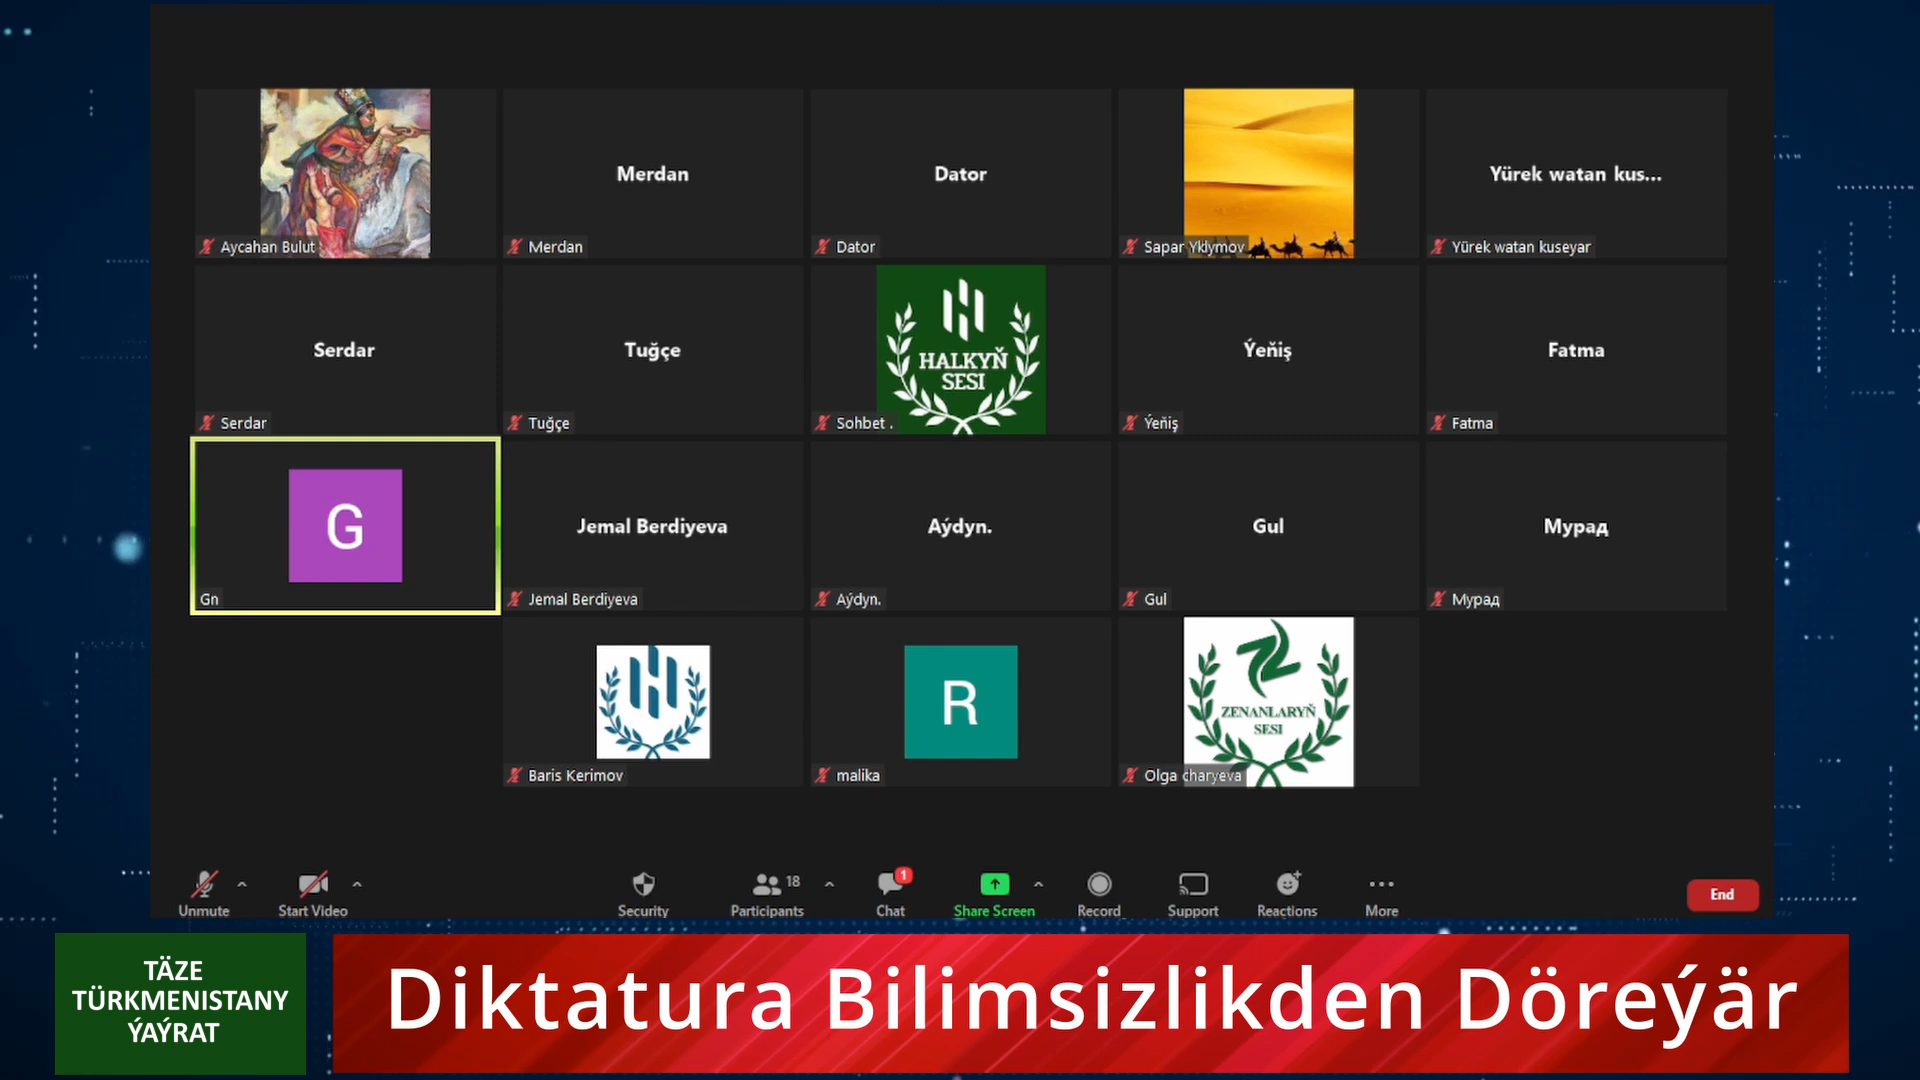 Aycahan Bulut
Merdan
Merdan
Dator
Dator
Sapar Yklymov
Yürek watan kus...
Yürek watan kuseyar
Serdar
Serdar
Tuğçe
Tuğçe
HALKYŇ
SESI
Sohbet .
Ýeňiş
Ýeňiş
Fatma
Fatma
G
Gn
Jemal Berdiyeva
Jemal Berdiyeva
Aýdyn.
Aýdyn.
Gul
Gul
Мурад
Мурад
Baris Kerimov
R
malika
ZENANLARYŇ
SESI
Olga charyeva
Unmute
Start Video
Security
Participants
18
Chat
1
Share Screen
Record
Support
Reactions
More
End
TÄZE
TÜRKMENISTANY
ÝAÝRAT
Diktatura Bilimsizlikden Döreýär